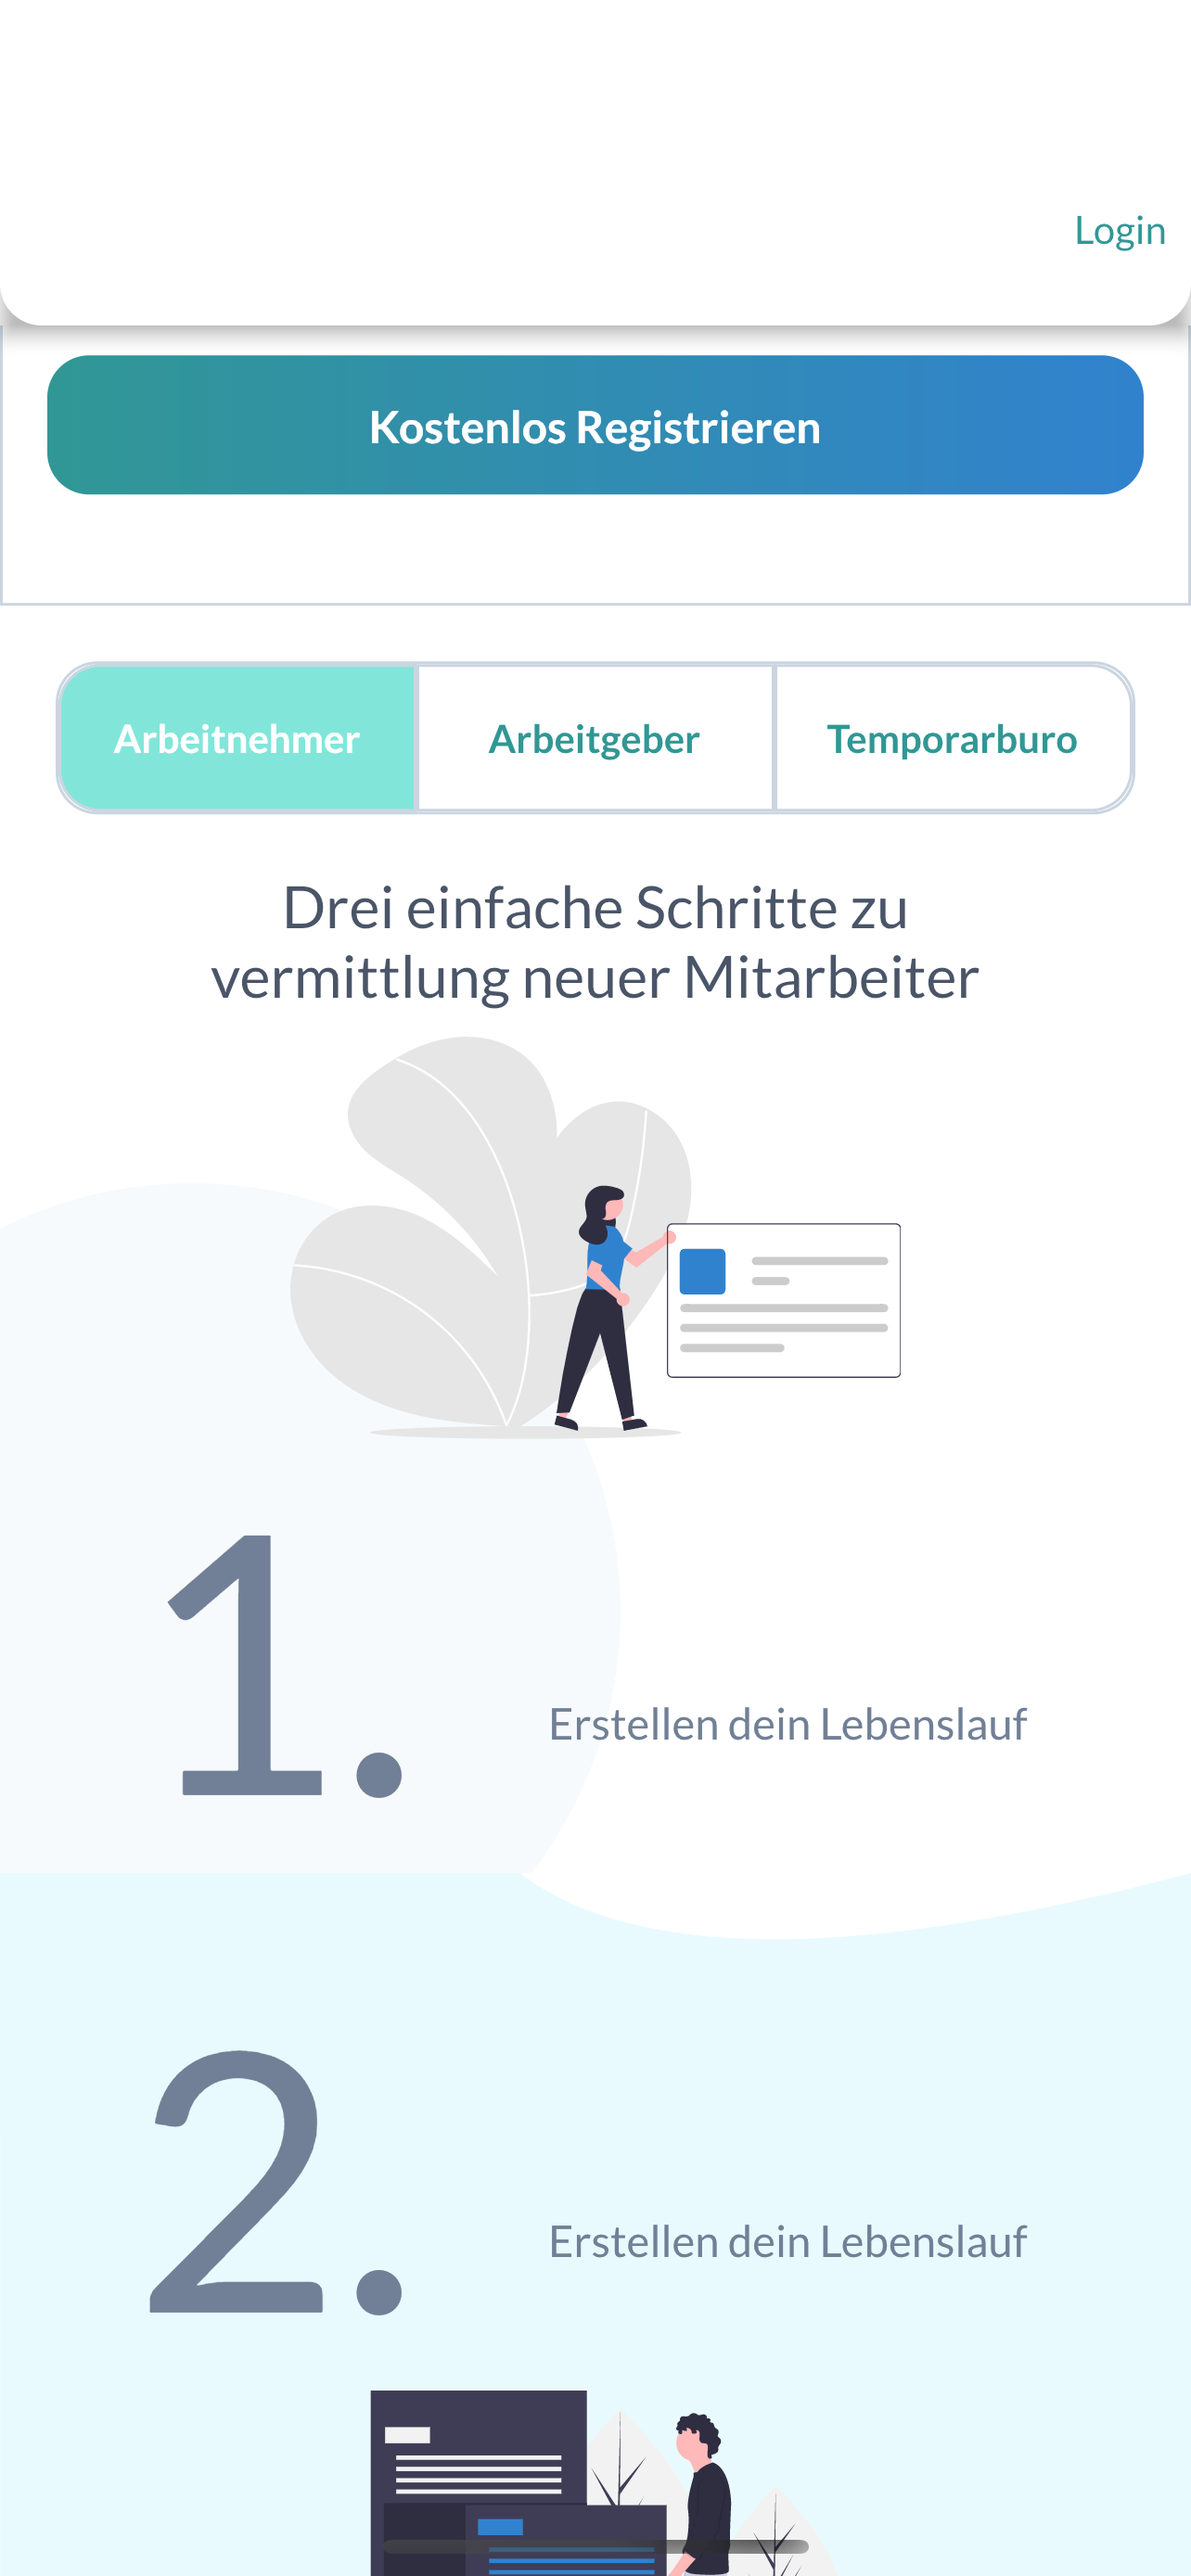 Login
Kostenlos Registrieren
Arbeitnehmer
Arbeitgeber
Temporarburo
Drei einfache Schritte zu
vermittlung neuer Mitarbeiter
1.
Erstellen dein Lebenslauf
2.
Erstellen dein Lebenslauf